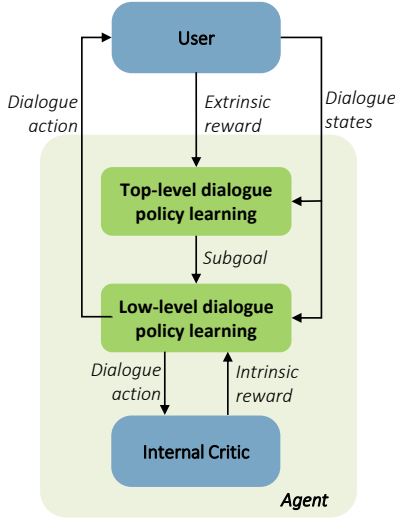 User
Dialogue
action
Extrinsic
reward
Dialogue
states
Top-level dialogue
policy learning
Subgoal
Low-level dialogue
policy learning
Dialogue
action
Intrinsic
reward
Internal Critic
Agent